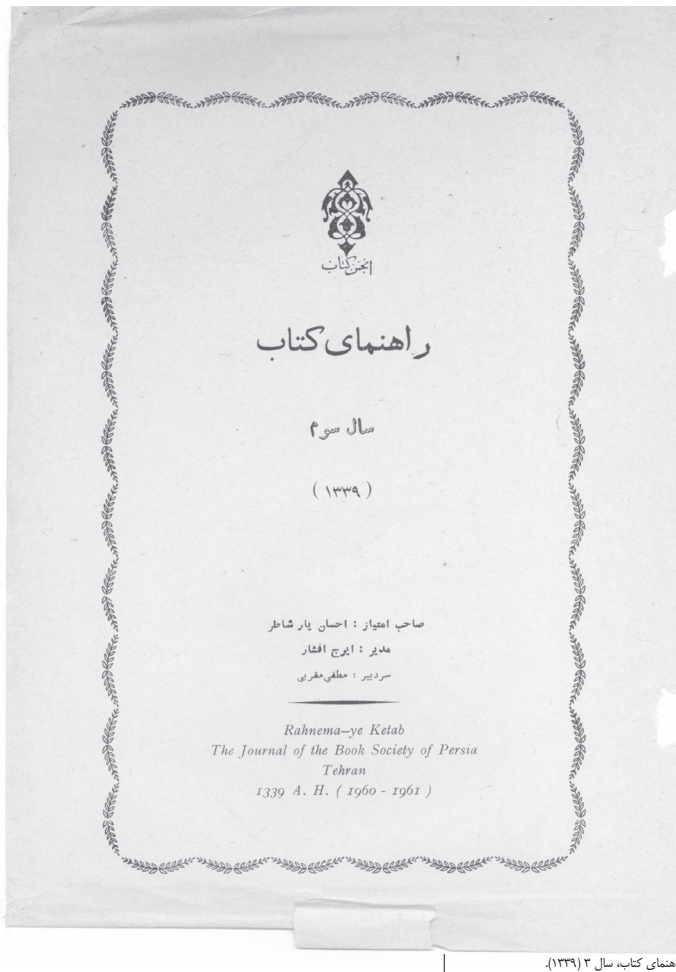 انجمن کتاب
راهنمای کتاب
سال سوم
( ۱۳۳۹ )
صاحب امتیاز : احسان یار شاطر
مدیر : ایرج افشار
سردبیر : مطفی مقربی
Rahnema–ye Ketab
The Journal of the Book Society of Persia
Tehran
1339 A. H. ( 1960 - 1961 )
هنمای کتاب، سال ۳ (۱۳۳۹).